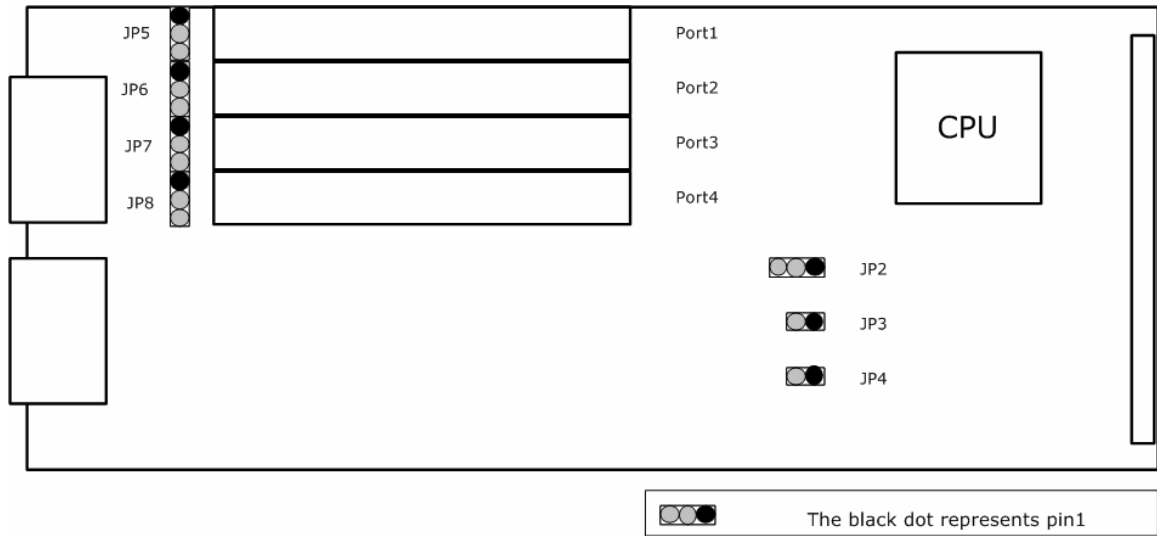 JP5
Port1
JP6
Port2
CPU
JP7
Port3
JP8
Port4
JP2
JP3
JP4
The black dot represents pin1